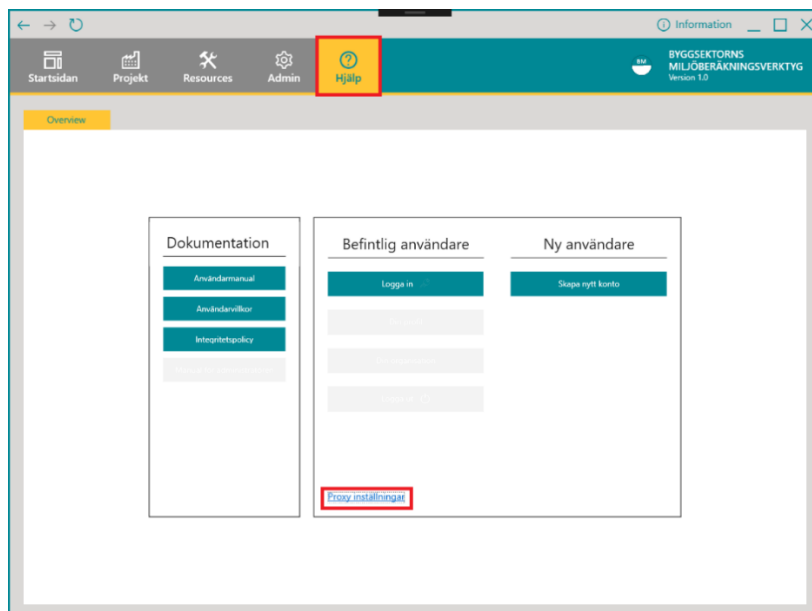 Information
Startsidan
Projekt
Resources
Admin
Hjälp
BM
BYGGSEKTORNS
MILJÖBERÄKNINGSVERKTYG
Version 1.0
Overview
Dokumentation
Användarmanual
Användarvillkor
Integritetspolicy
Befintlig användare
Logga in
Proxy inställningar
Ny användare
Skapa nytt konto